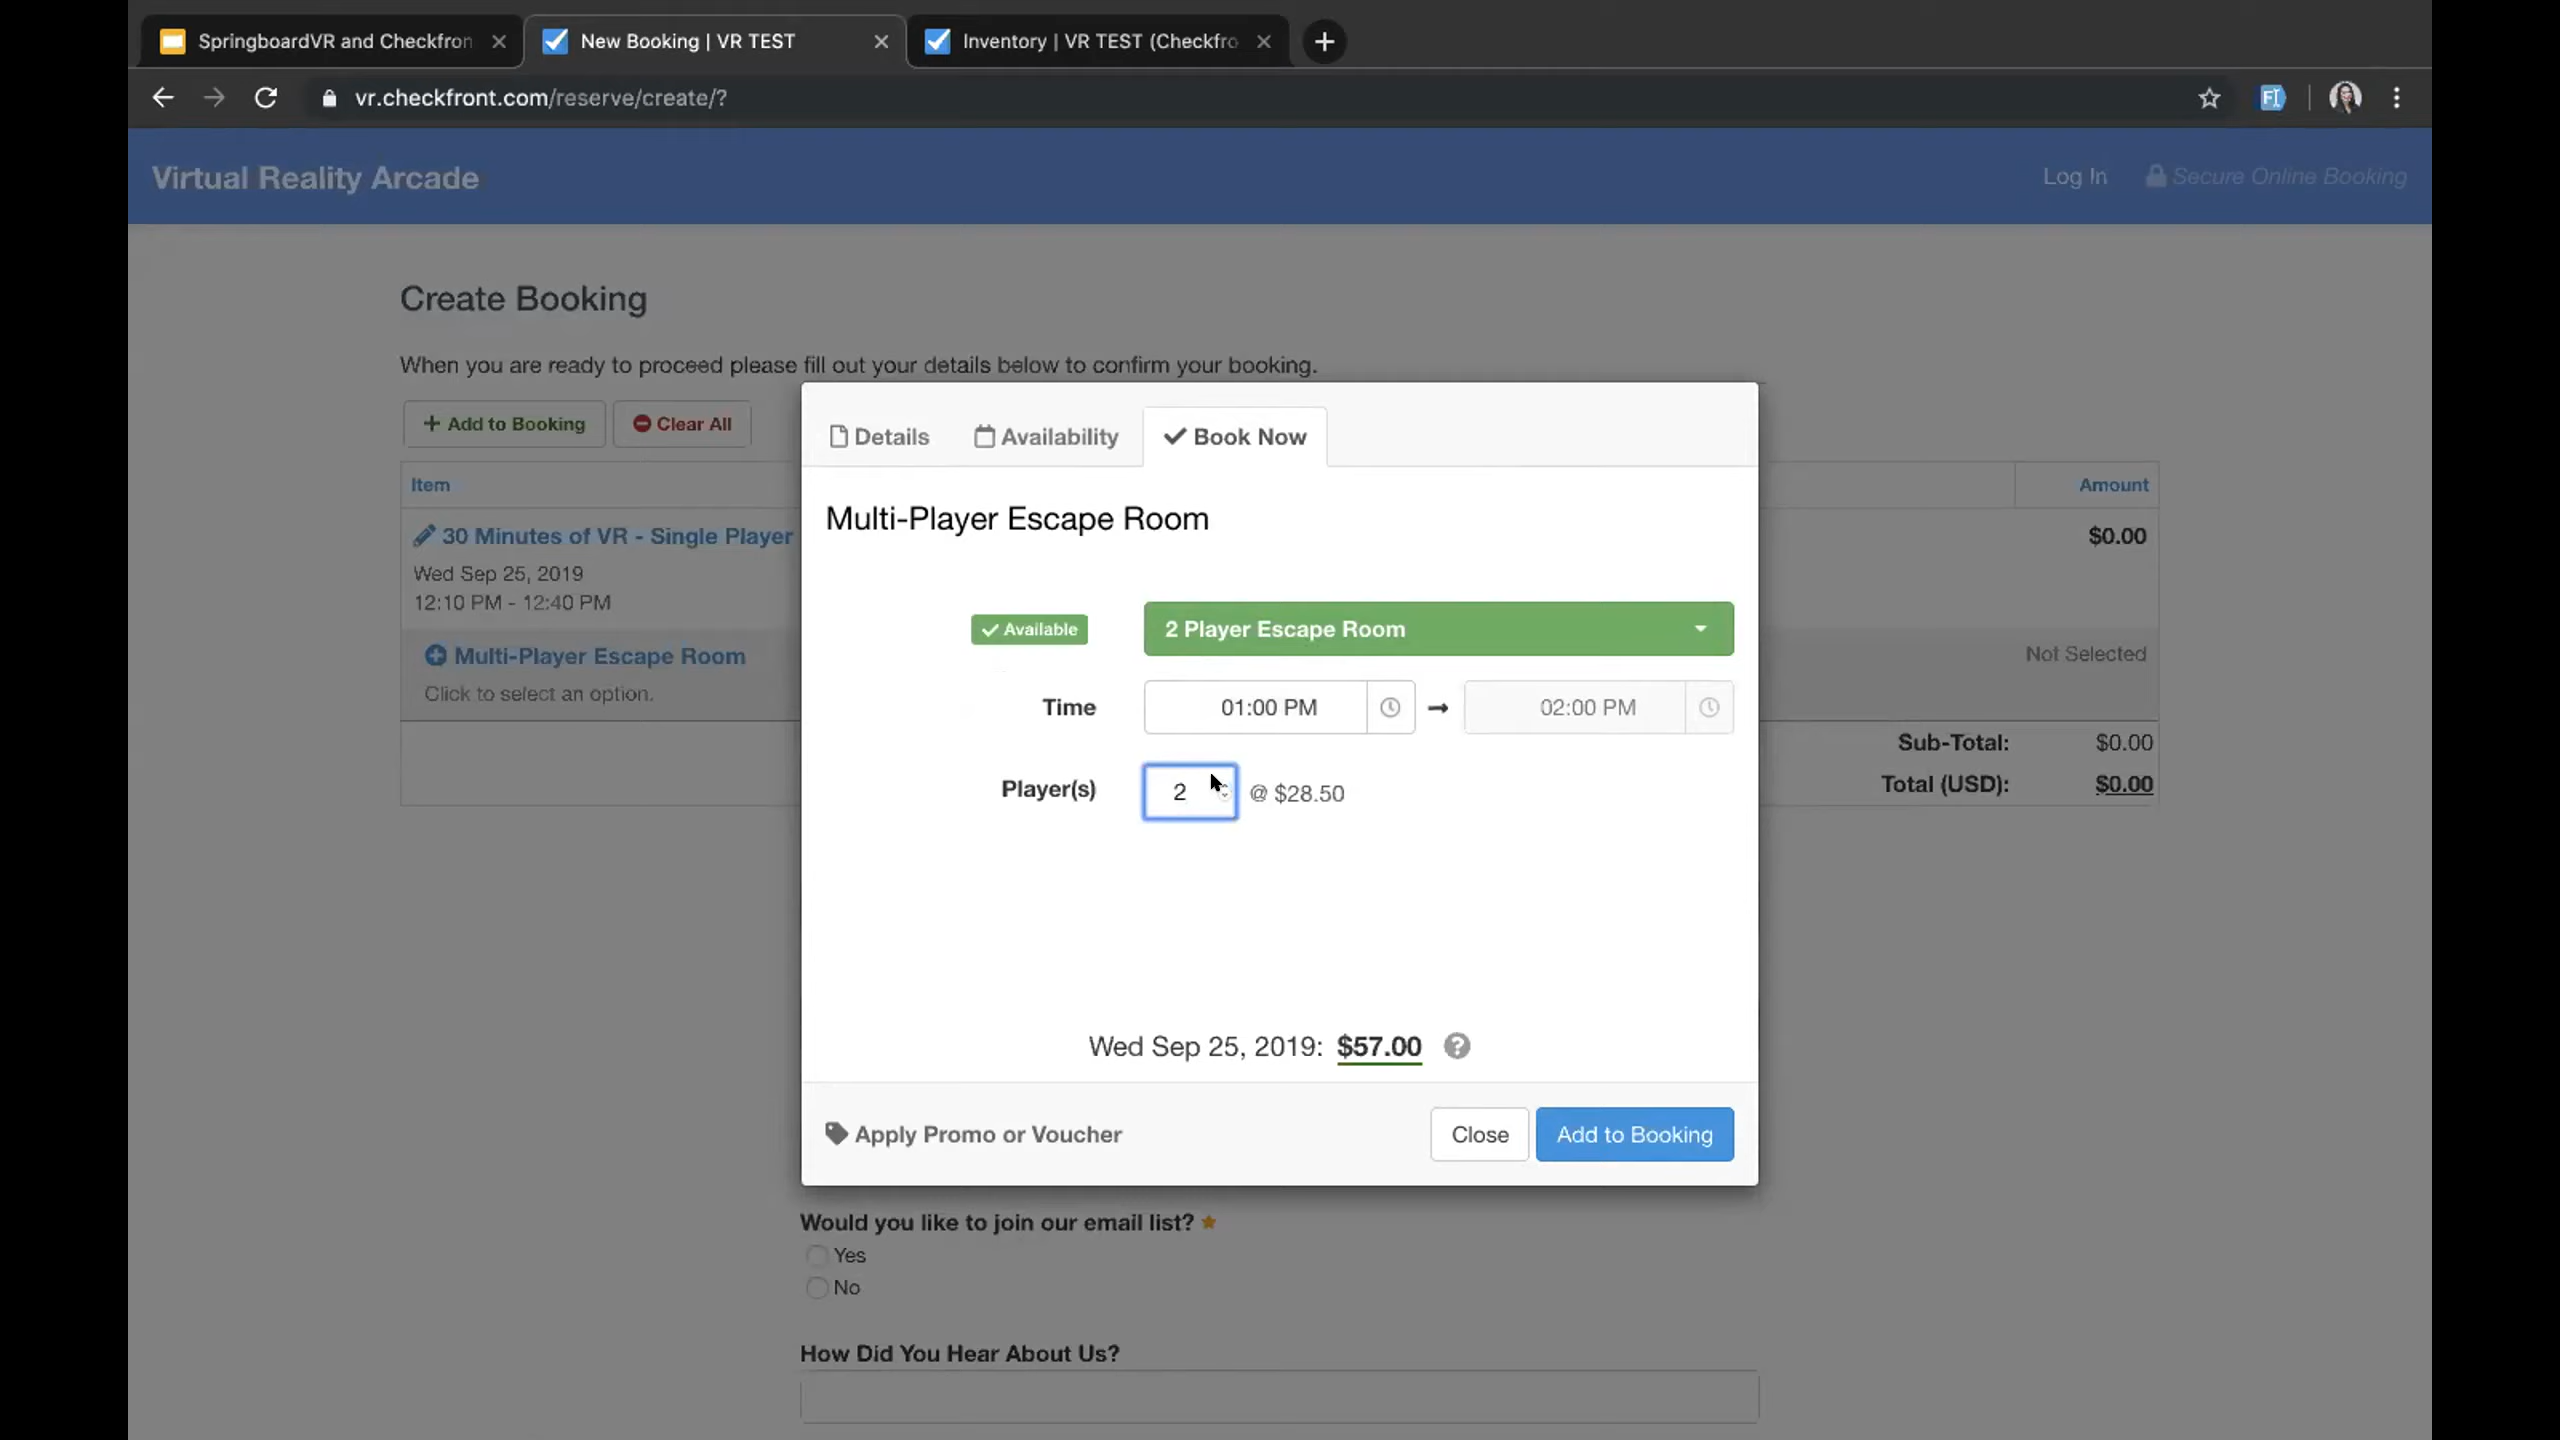 SpringboardVR and Checkfron
New Booking | VR TEST
Inventory | VR TEST (Checkfro
vr.checkfront.com/reserve/create/?
Virtual Reality Arcade
Log In
Secure Online Booking
Create Booking
When you are ready to proceed please fill out your details below to confirm your booking.
Add to Booking
Clear All
Item
Amount
30 Minutes of VR - Single Player
$0.00
Wed Sep 25, 2019
12:10 PM - 12:40 PM
Multi-Player Escape Room
Not Selected
Click to select an option.
Sub-Total: $0.00
Total (USD): $0.00
Details
Availability
Book Now
Multi-Player Escape Room
Available
2 Player Escape Room
Time
01:00 PM
02:00 PM
Player(s)
2
@ $28.50
Wed Sep 25, 2019: $57.00
Apply Promo or Voucher
Close
Add to Booking
Would you like to join our email list?
Yes
No
How Did You Hear About Us?